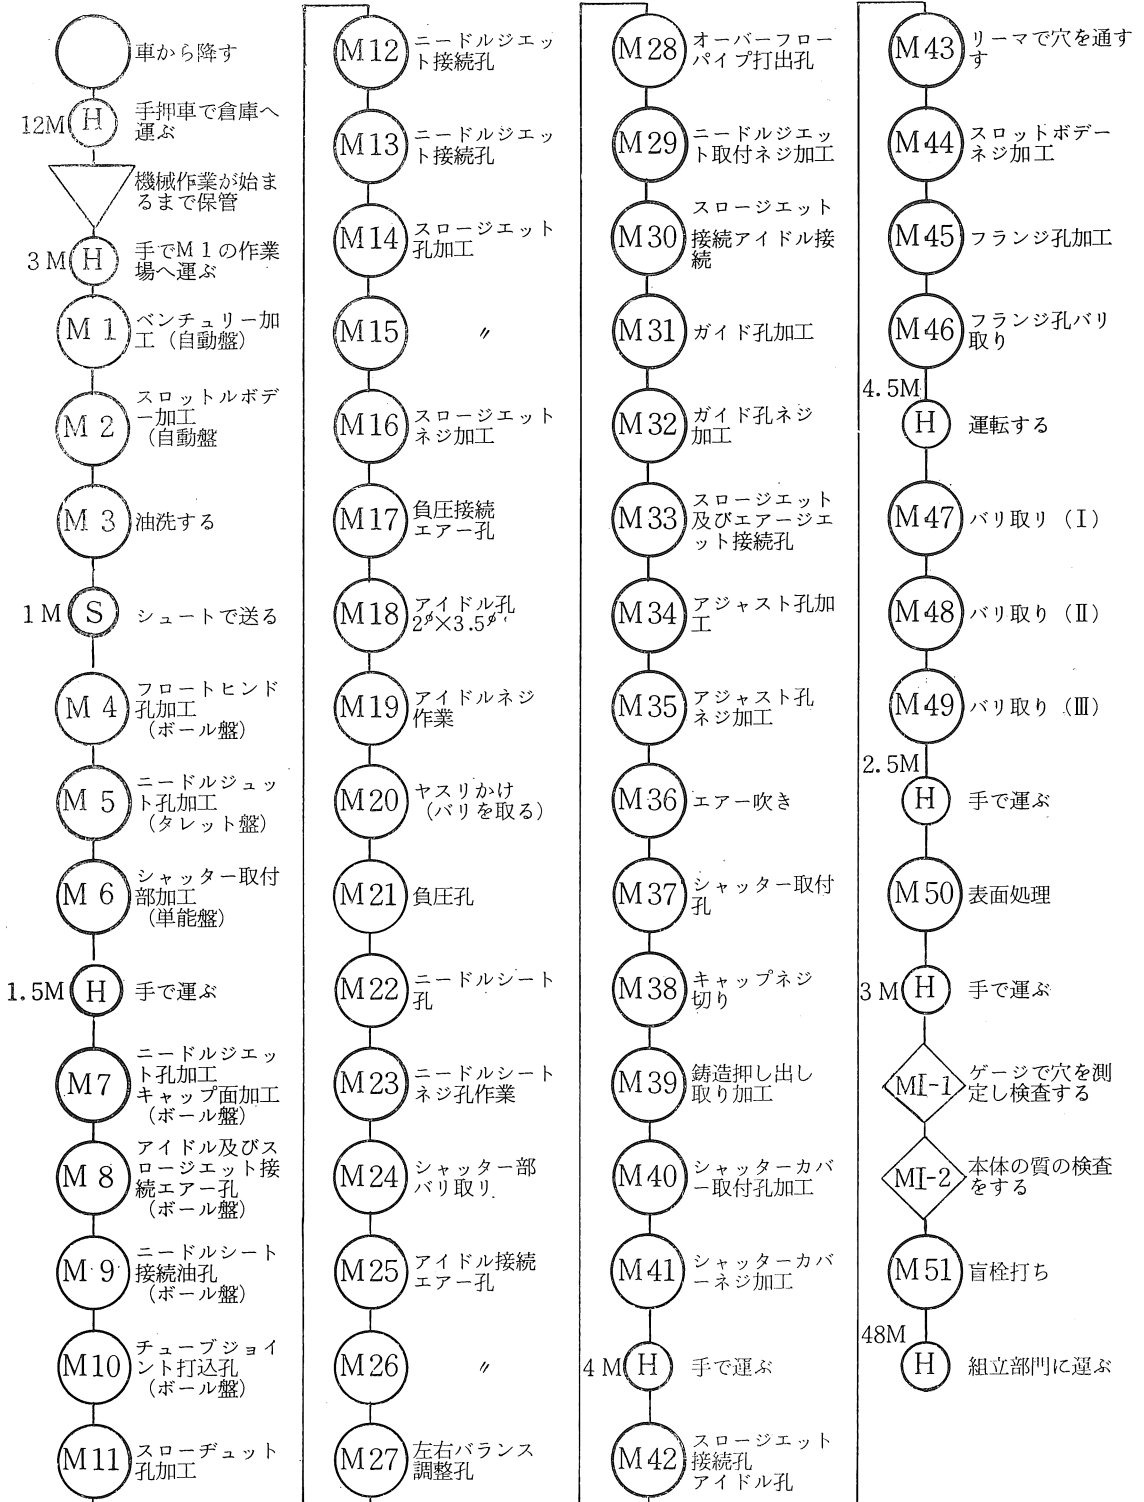 車から降す
12M H 手押車で倉庫へ
運ぶ
機械作業が始ま
るまで保管
3M H 手でM1の作業
場へ運ぶ
M1 ベンチュリー加
工(自動盤)
M2 スロットルボデ
ー加工
(自動盤
M3 油洗する
1M S シュートで送る
M4 フロートヒンド
孔加工
(ボール盤)
M5 ニードルジュッ
ト孔加工
(タレット盤)
M6 シャッター取付
部加工
(単能盤)
1.5M H 手で運ぶ
M7 ニードルジエッ
ト孔加工
キャップ面加工
(ボール盤)
M8 アイドル及びス
ロージエット接
続エアー孔
(ボール盤)
M9 ニードルシート
接続油孔
(ボール盤)
M10 チューブジョイ
ント打込孔
(ボール盤)
M11 スローヂュット
孔加工
M12 ニードルジエッ
ト接続孔
M13 ニードルジエッ
ト接続孔
M14 スロージエット
孔加工
M15 〃
M16 スロージエット
ネジ加工
M17 負圧接続
エアー孔
M18 アイドル孔
2φ×3.5φ
M19 アイドルネジ
作業
M20 ヤスリかけ
(バリを取る)
M21 負圧孔
M22 ニードルシート
孔
M23 ニードルシート
ネジ孔作業
M24 シャッター部
バリ取り
M25 アイドル接続
エアー孔
M26 〃
M27 左右バランス
調整孔
M28 オーバーフロー
パイプ打出孔
M29 ニードルジエッ
ト取付ネジ加工
M30 スロージエット
接続アイドル接
続
M31 ガイド孔加工
M32 ガイド孔ネジ
加工
M33 スロージエット
及びエアージエ
ット接続孔
M34 アジャスト孔加
工
M35 アジャスト孔
ネジ加工
M36 エアー吹き
M37 シャッター取付
孔
M38 キャップネジ
切り
M39 鋳造押し出し
取り加工
M40 シャッターカバ
ー取付孔加工
M41 シャッターカバ
ーネジ加工
4M H 手で運ぶ
M42 スロージエット
接続孔
アイドル孔
M43 リーマで穴を通す
す
M44 スロットボデー
ネジ加工
M45 フランジ孔加工
M46 フランジ孔バリ
取り
4.5M
H 運転する
M47 バリ取リ(Ⅰ)
M48 バリ取り(Ⅱ)
M49 バリ取り(Ⅲ)
2.5M
H 手で運ぶ
M50 表面処理
3M H 手で運ぶ
MI-1 ゲージで穴を測
定し検査する
MI-2 本体の質の検査
をする
M51 盲栓打ち
48M
H 組立部門に運ぶ